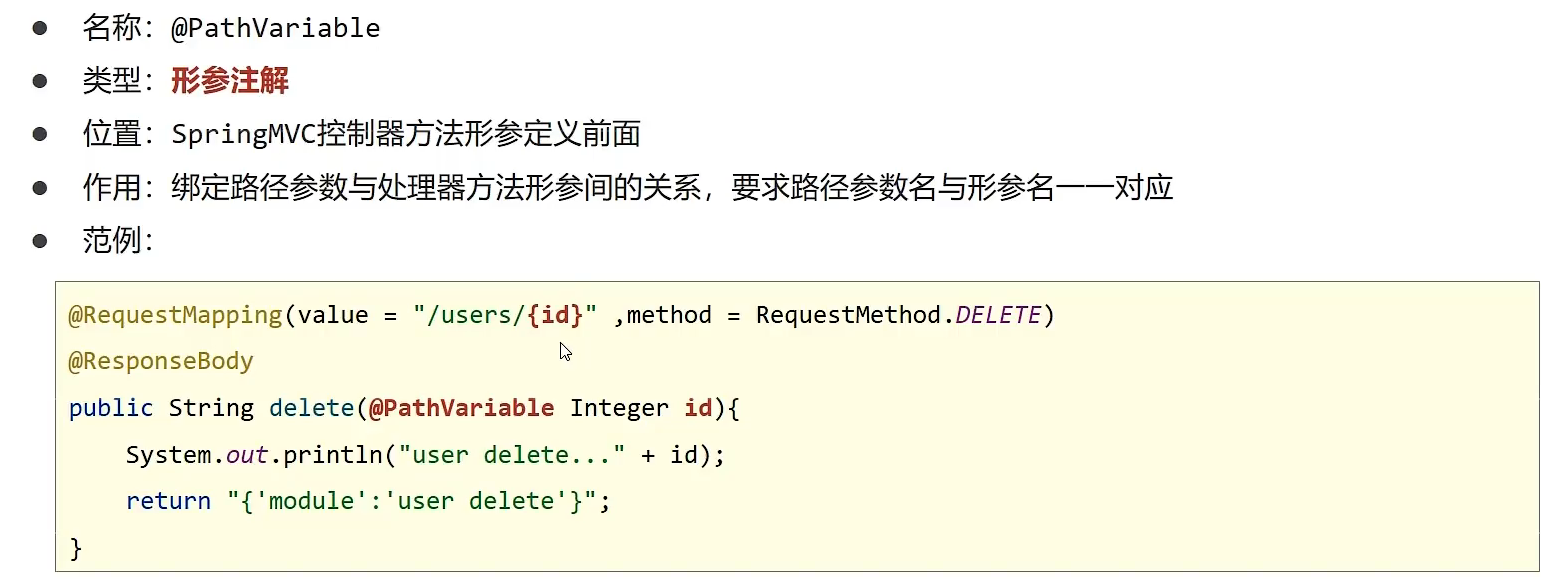 ● 名称：@PathVariable
● 类型：形参注解
● 位置：SpringMVC控制器方法形参定义前面
● 作用：绑定路径参数与处理器方法形参间的关系，要求路径参数名与形参名一一对应
● 范例：
@RequestMapping(value = "/users/{id}" ,method = RequestMethod.DELETE)
@ResponseBody
public String delete(@PathVariable Integer id){
    System.out.println("user delete..." + id);
    return "{'module':'user delete'}";
}